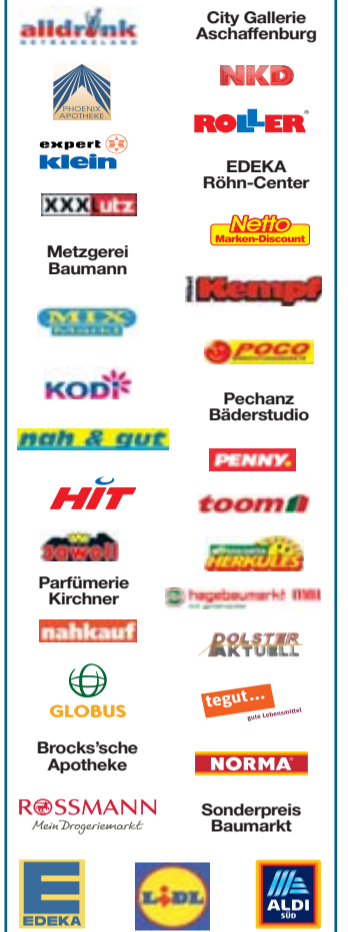 alldrink
GETRÄNKELAND
PHOENIX
APOTHEKE
expert
klein
XXXLutz
Metzgerei
Baumann
MIX
Markt
KODi
nah & gut
HiT
sowoll
Parfümerie
Kirchner
nahkauf
GLOBUS
Brocks'sche
Apotheke
ROSSMANN
Mein Drogeriemarkt
EDEKA
City Gallerie
Aschaffenburg
NKD
ROLLER
EDEKA
Röhn-Center
Netto
Marken-Discount
Kempf
POCO
Pechanz
Bäderstudio
PENNY.
toom
HERKULES
hagebaumarkt
POLSTER
AKTUELL
tegut...
gute Lebensmittel
NORMA
Sonderpreis
Baumarkt
LiDL
ALDI
SÜD